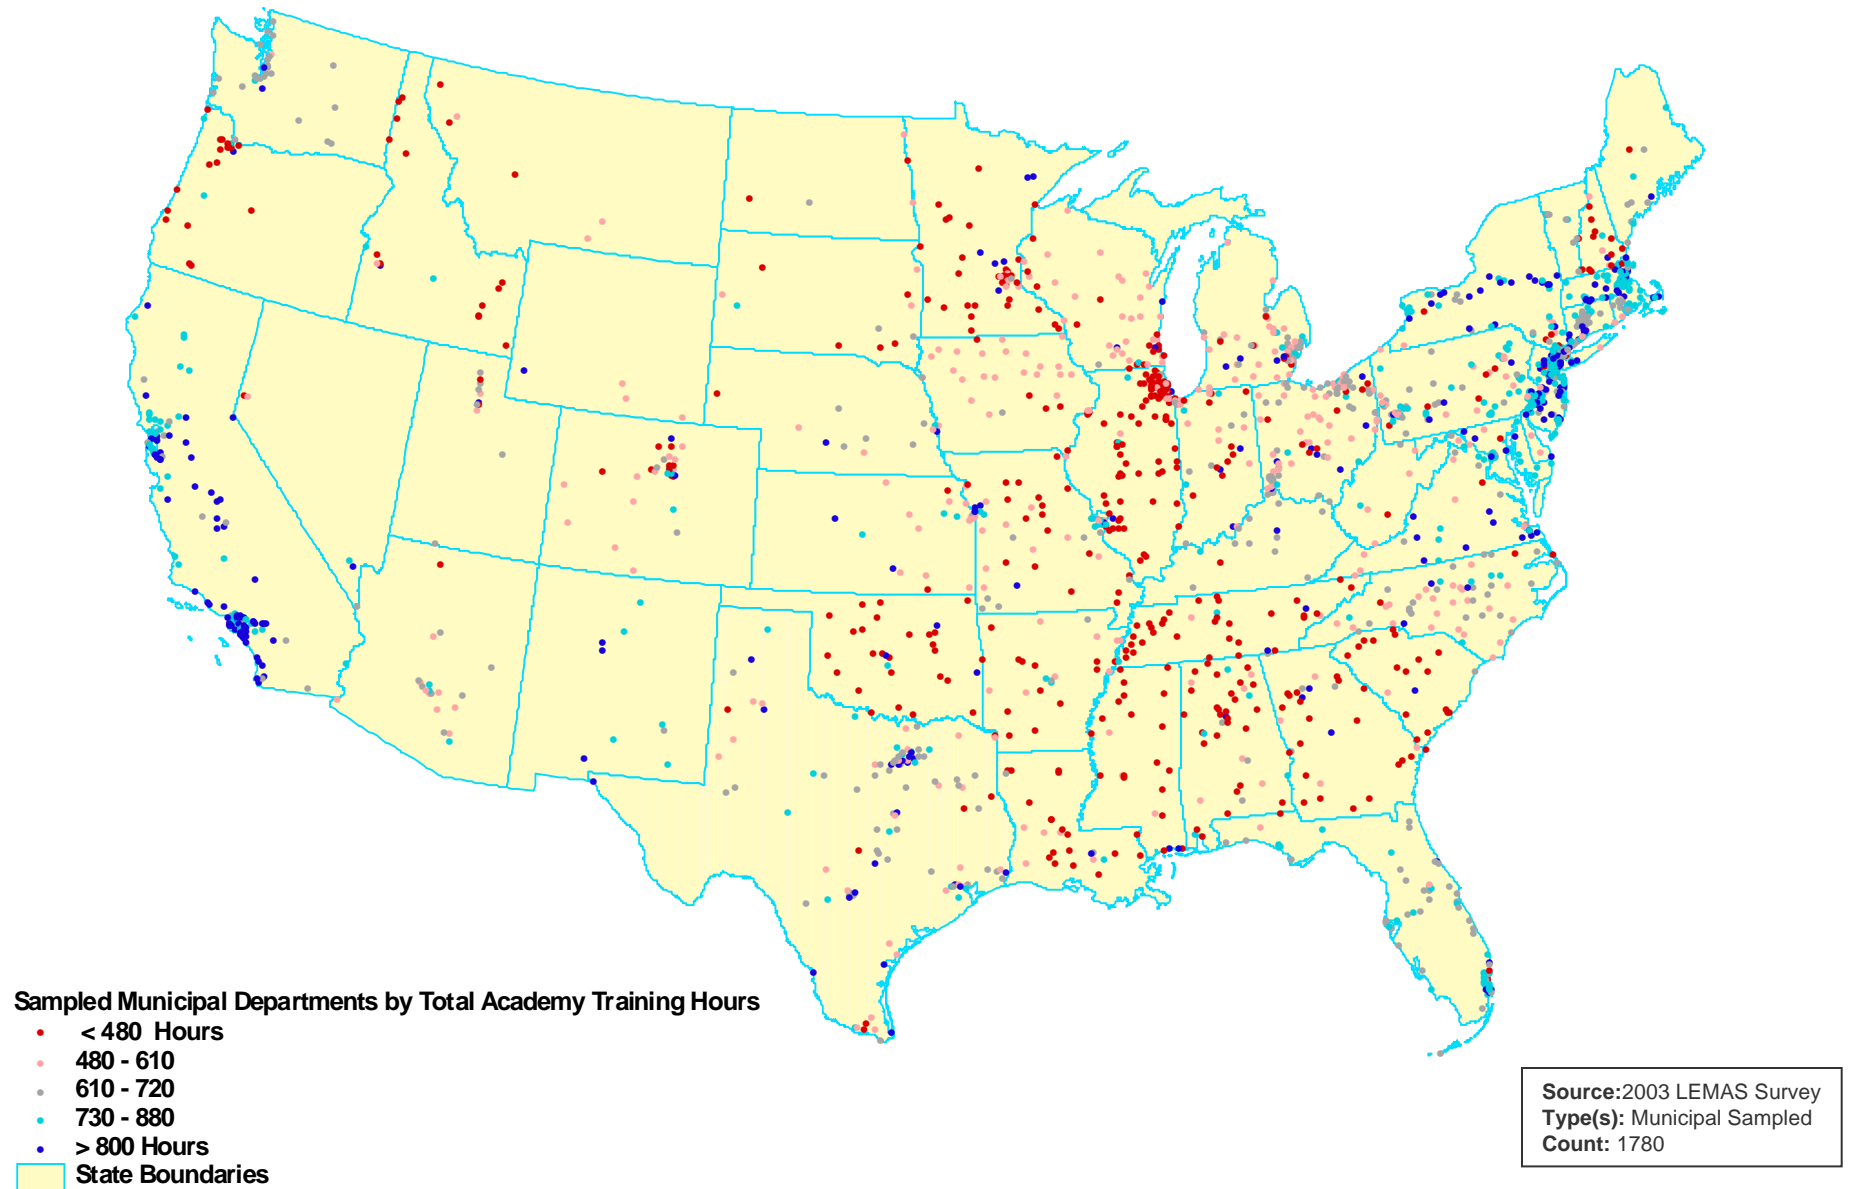 Sampled Municipal Departments by Total Academy Training Hours
< 480 Hours
480 - 610
610 - 720
730 - 880
> 800 Hours
State Boundaries
Source:2003 LEMAS Survey
Type(s): Municipal Sampled
Count: 1780